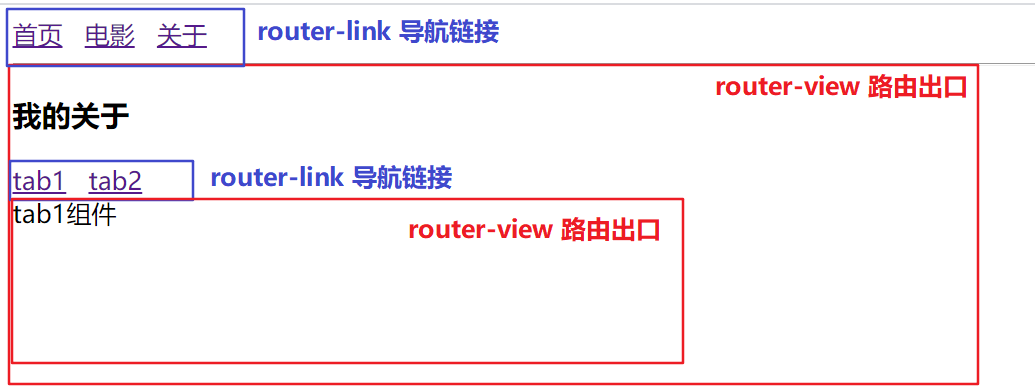 首页 电影 关于 router-link 导航链接
router-view 路由出口
我的关于
tab1 tab2 router-link 导航链接
tab1组件
router-view 路由出口